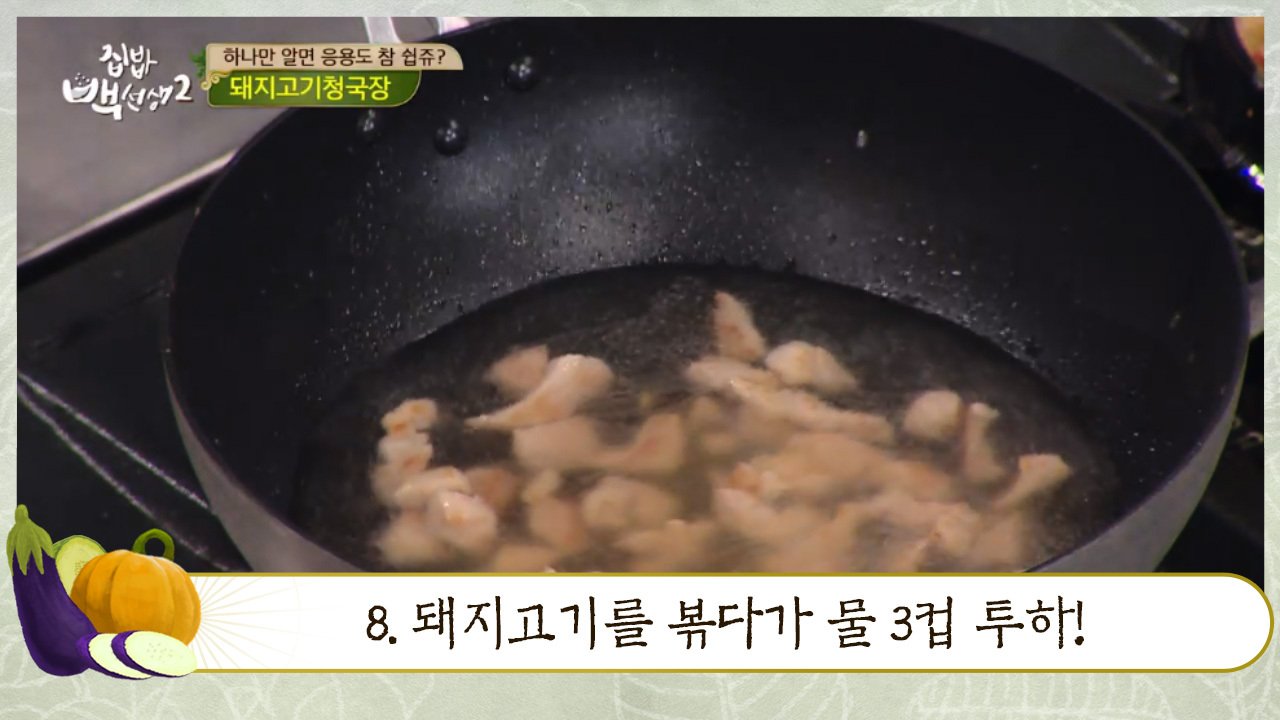 집밥
백선생2
하나만 알면 응용도 참 쉽쥬?
돼지고기청국장
8. 돼지고기를 볶다가 물 3컵 투하!